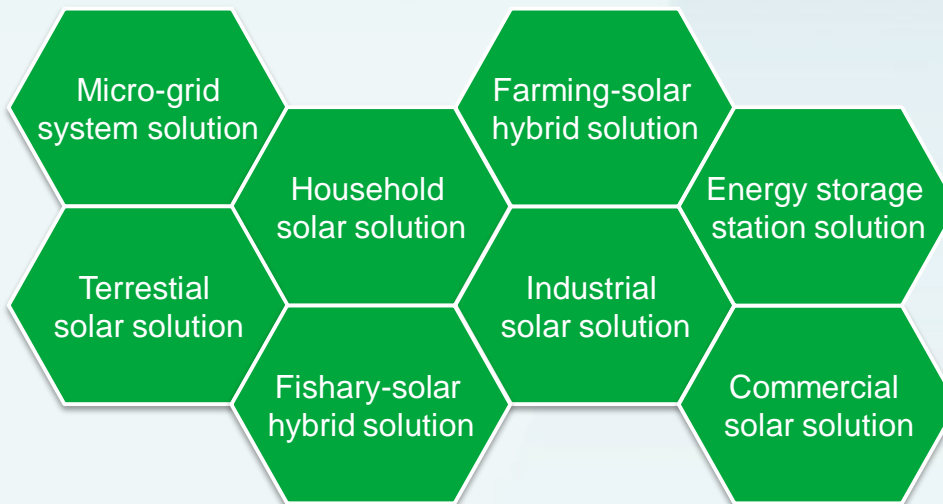 Micro-grid
system solution
Farming-solar
hybrid solution
Household
solar solution
Energy storage
station solution
Terrestial
solar solution
Industrial
solar solution
Fishary-solar
hybrid solution
Commercial
solar solution